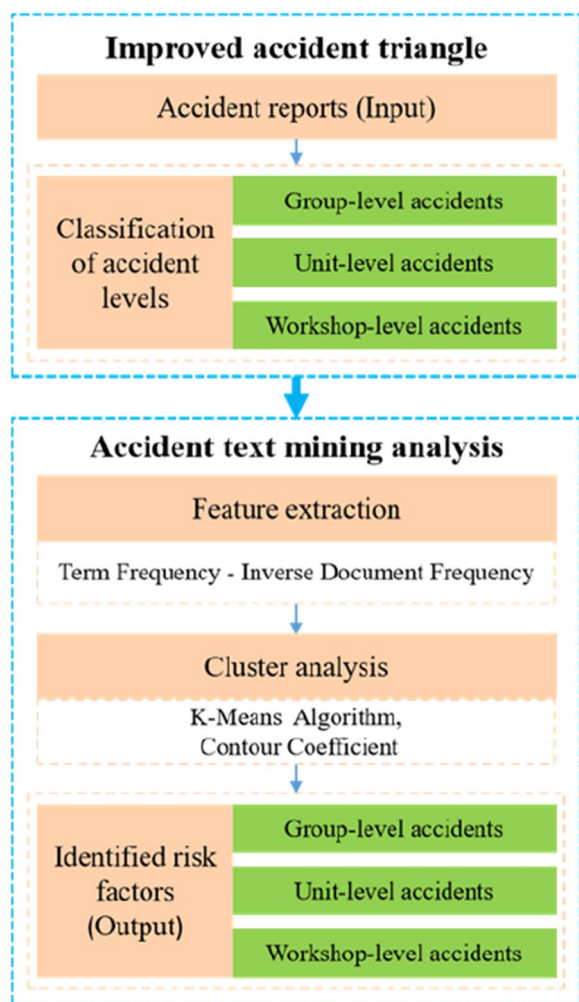 Improved accident triangle
Accident reports (Input)
Classification
of accident
levels
Group-level accidents
Unit-level accidents
Workshop-level accidents
Accident text mining analysis
Feature extraction
Term Frequency - Inverse Document Frequency
Cluster analysis
K-Means Algorithm,
Contour Coefficient
Identified risk
factors
(Output)
Group-level accidents
Unit-level accidents
Workshop-level accidents